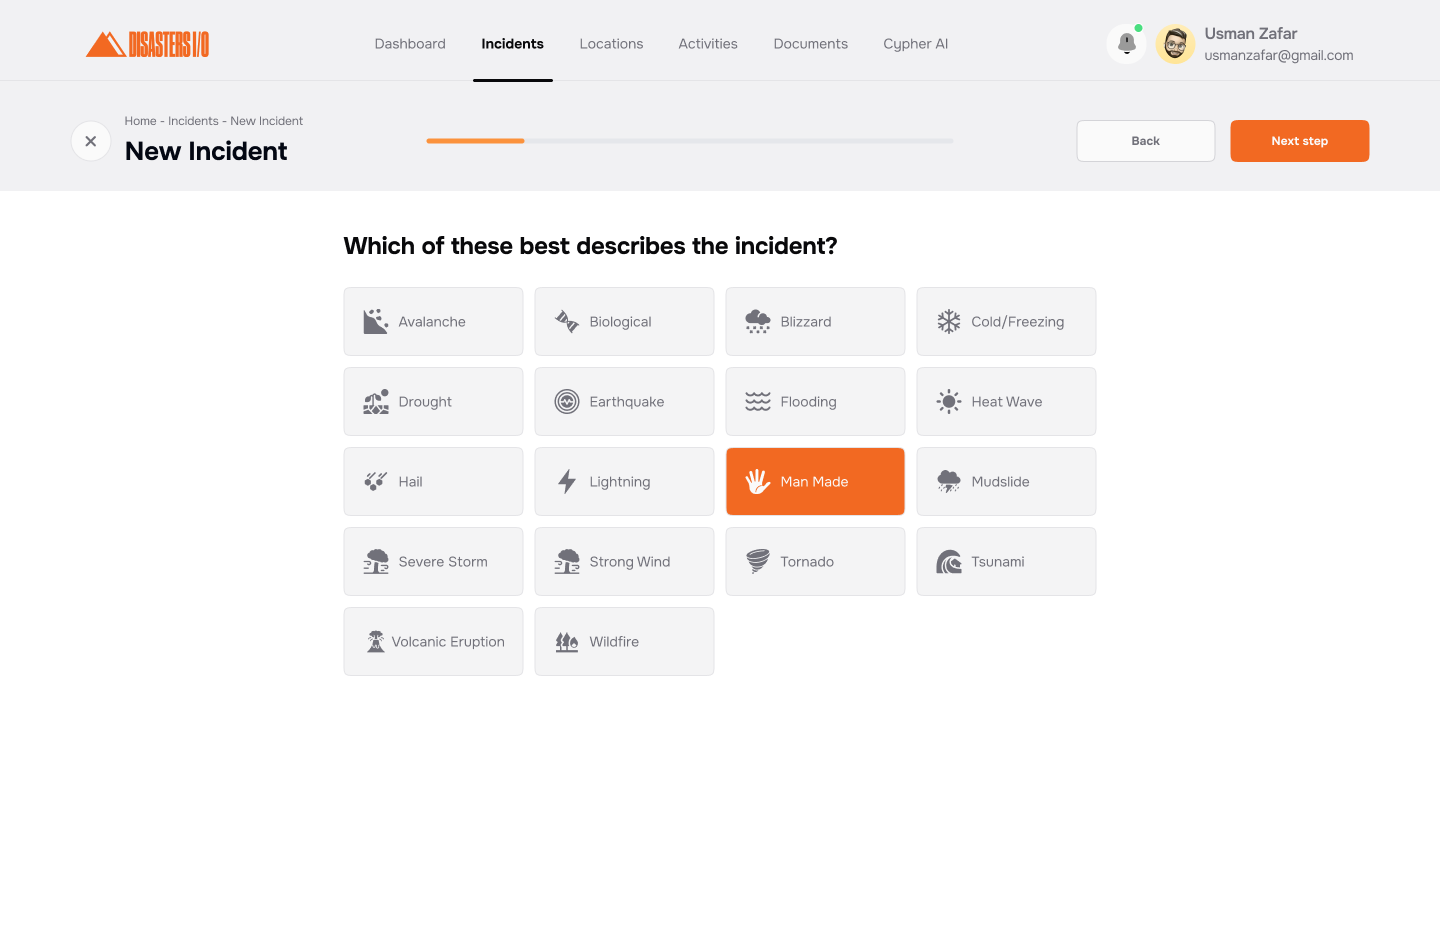 DISASTERS I/O
Dashboard Incidents Locations Activities Documents Cypher AI
Usman Zafar
usmanzafar@gmail.com
Home - Incidents - New Incident
New Incident
Back
Next step
Which of these best describes the incident?
Avalanche
Biological
Blizzard
Cold/Freezing
Drought
Earthquake
Flooding
Heat Wave
Hail
Lightning
Man Made
Mudslide
Severe Storm
Strong Wind
Tornado
Tsunami
Volcanic Eruption
Wildfire